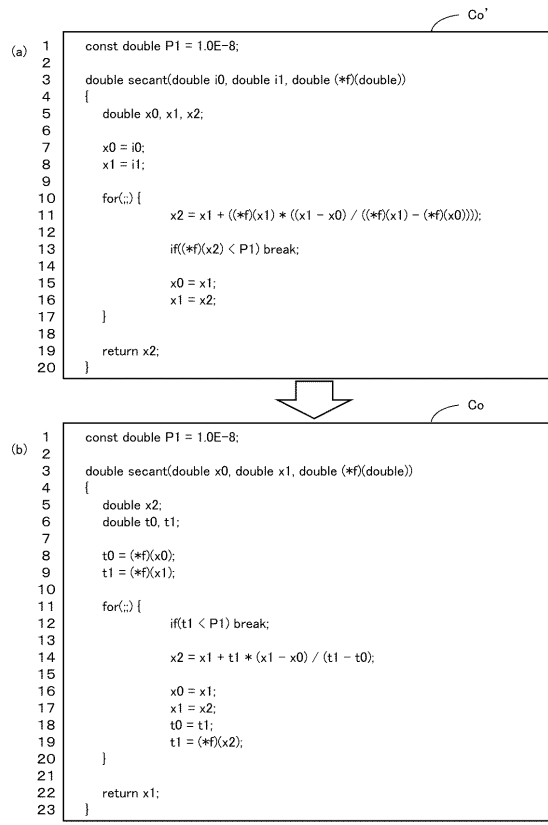 Co'
(a)
1 const double P1 = 1.0E-8;
2
3 double secant(double i0, double i1, double (*f)(double))
4 {
5 double x0, x1, x2;
6
7 x0 = i0;
8 x1 = i1;
9
10 for(;;) {
11 x2 = x1 + ((*f)(x1) * ((x1 - x0) / ((*f)(x1) - (*f)(x0))));
12
13 if((*f)(x2) < P1) break;
14
15 x0 = x1;
16 x1 = x2;
17 }
18
19 return x2;
20 }
Co
(b)
1 const double P1 = 1.0E-8;
2
3 double secant(double x0, double x1, double (*f)(double))
4 {
5 double x2;
6 double t0, t1;
7
8 t0 = (*f)(x0);
9 t1 = (*f)(x1);
10
11 for(;;) {
12 if(t1 < P1) break;
13
14 x2 = x1 + t1 * (x1 - x0) / (t1 - t0);
15
16 x0 = x1;
17 x1 = x2;
18 t0 = t1;
19 t1 = (*f)(x2);
20 }
21
22 return x1;
23 }